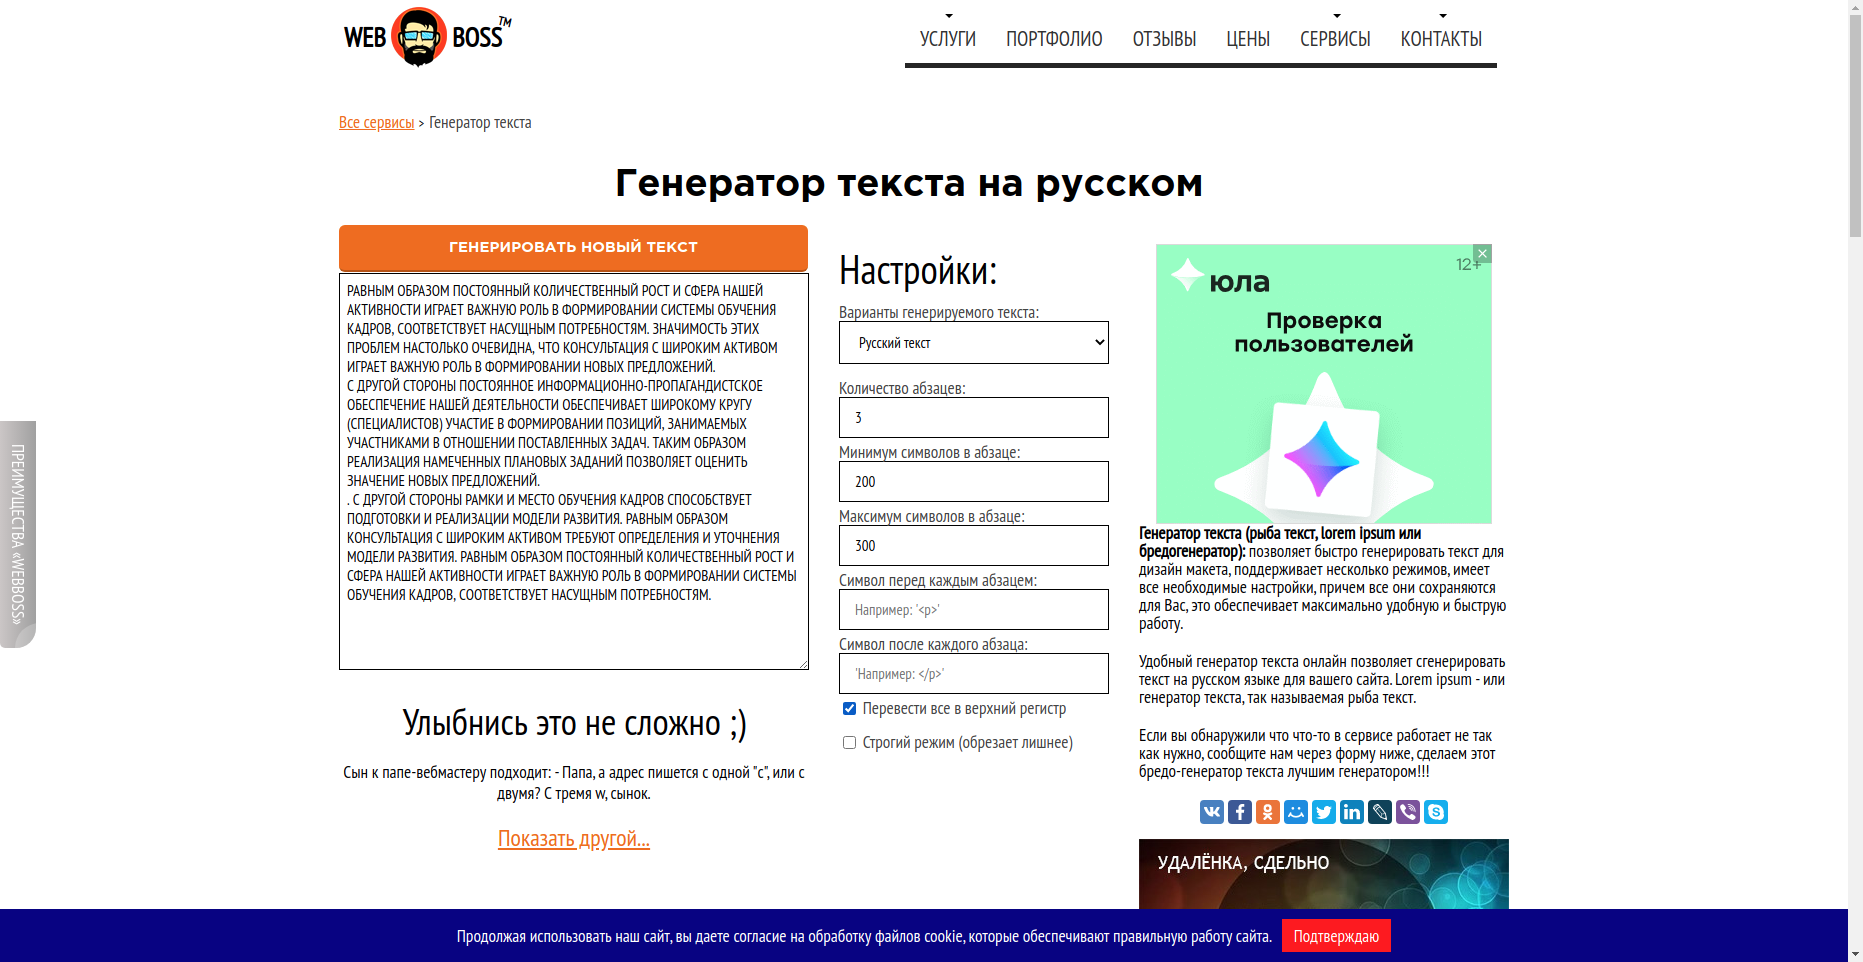 WEB BOSS™
УСЛУГИ ПОРТФОЛИО ОТЗЫВЫ ЦЕНЫ СЕРВИСЫ КОНТАКТЫ
Все сервисы > Генератор текста
Генератор текста на русском
ГЕНЕРИРОВАТЬ НОВЫЙ ТЕКСТ
РАВНЫМ ОБРАЗОМ ПОСТОЯННЫЙ КОЛИЧЕСТВЕННЫЙ РОСТ И СФЕРА НАШЕЙ
АКТИВНОСТИ ИГРАЕТ ВАЖНУЮ РОЛЬ В ФОРМИРОВАНИИ СИСТЕМЫ ОБУЧЕНИЯ
КАДРОВ, СООТВЕТСТВУЕТ НАСУЩНЫМ ПОТРЕБНОСТЯМ. ЗНАЧИМОСТЬ ЭТИХ
ПРОБЛЕМ НАСТОЛЬКО ОЧЕВИДНА, ЧТО КОНСУЛЬТАЦИЯ С ШИРОКИМ АКТИВОМ
ИГРАЕТ ВАЖНУЮ РОЛЬ В ФОРМИРОВАНИИ НОВЫХ ПРЕДЛОЖЕНИЙ.
С ДРУГОЙ СТОРОНЫ ПОСТОЯННОЕ ИНФОРМАЦИОННО-ПРОПАГАНДИСТСКОЕ
ОБЕСПЕЧЕНИЕ НАШЕЙ ДЕЯТЕЛЬНОСТИ ОБЕСПЕЧИВАЕТ ШИРОКОМУ КРУГУ
(СПЕЦИАЛИСТОВ) УЧАСТИЕ В ФОРМИРОВАНИИ ПОЗИЦИЙ, ЗАНИМАЕМЫХ
УЧАСТНИКАМИ В ОТНОШЕНИИ ПОСТАВЛЕННЫХ ЗАДАЧ. ТАКИМ ОБРАЗОМ
РЕАЛИЗАЦИЯ НАМЕЧЕННЫХ ПЛАНОВЫХ ЗАДАНИЙ ПОЗВОЛЯЕТ ОЦЕНИТЬ
ЗНАЧЕНИЕ НОВЫХ ПРЕДЛОЖЕНИЙ.
. С ДРУГОЙ СТОРОНЫ РАМКИ И МЕСТО ОБУЧЕНИЯ КАДРОВ СПОСОБСТВУЕТ
ПОДГОТОВКИ И РЕАЛИЗАЦИИ МОДЕЛИ РАЗВИТИЯ. РАВНЫМ ОБРАЗОМ
КОНСУЛЬТАЦИЯ С ШИРОКИМ АКТИВОМ ТРЕБУЮТ ОПРЕДЕЛЕНИЯ И УТОЧНЕНИЯ
МОДЕЛИ РАЗВИТИЯ. РАВНЫМ ОБРАЗОМ ПОСТОЯННЫЙ КОЛИЧЕСТВЕННЫЙ РОСТ И
СФЕРА НАШЕЙ АКТИВНОСТИ ИГРАЕТ ВАЖНУЮ РОЛЬ В ФОРМИРОВАНИИ СИСТЕМЫ
ОБУЧЕНИЯ КАДРОВ, СООТВЕТСТВУЕТ НАСУЩНЫМ ПОТРЕБНОСТЯМ.
Улыбнись это не сложно ;)
Сын к папе-вебмастеру подходит: - Папа, а адрес пишется с одной "с", или с
двумя? С тремя w, сынок.
Показать другой...
Настройки:
Варианты генерируемого текста:
Русский текст
Количество абзацев:
3
Минимум символов в абзаце:
200
Максимум символов в абзаце:
300
Символ перед каждым абзацем:
Например: '<p>'
Символ после каждого абзаца:
'Например: </p>'
Перевести все в верхний регистр
Строгий режим (обрезает лишнее)
юла
12+
Проверка
пользователей
Генератор текста (рыба текст, lorem ipsum или
бредогенератор): позволяет быстро генерировать текст для
дизайн макета, поддерживает несколько режимов, имеет
все необходимые настройки, причем все они сохраняются
для Вас, это обеспечивает максимально удобную и быструю
работу.
Удобный генератор текста онлайн позволяет сгенерировать
текст на русском языке для вашего сайта. Lorem ipsum - или
генератор текста, так называемая рыба текст.
Если вы обнаружили что что-то в сервисе работает не так
как нужно, сообщите нам через форму ниже, сделаем этот
бредо-генератор текста лучшим генератором!!!
УДАЛЁНКА, СДЕЛЬНО
ПРЕИМУЩЕСТВА «WEBBOSS»
Продолжая использовать наш сайт, вы даете согласие на обработку файлов cookie, которые обеспечивают правильную работу сайта. Подтверждаю